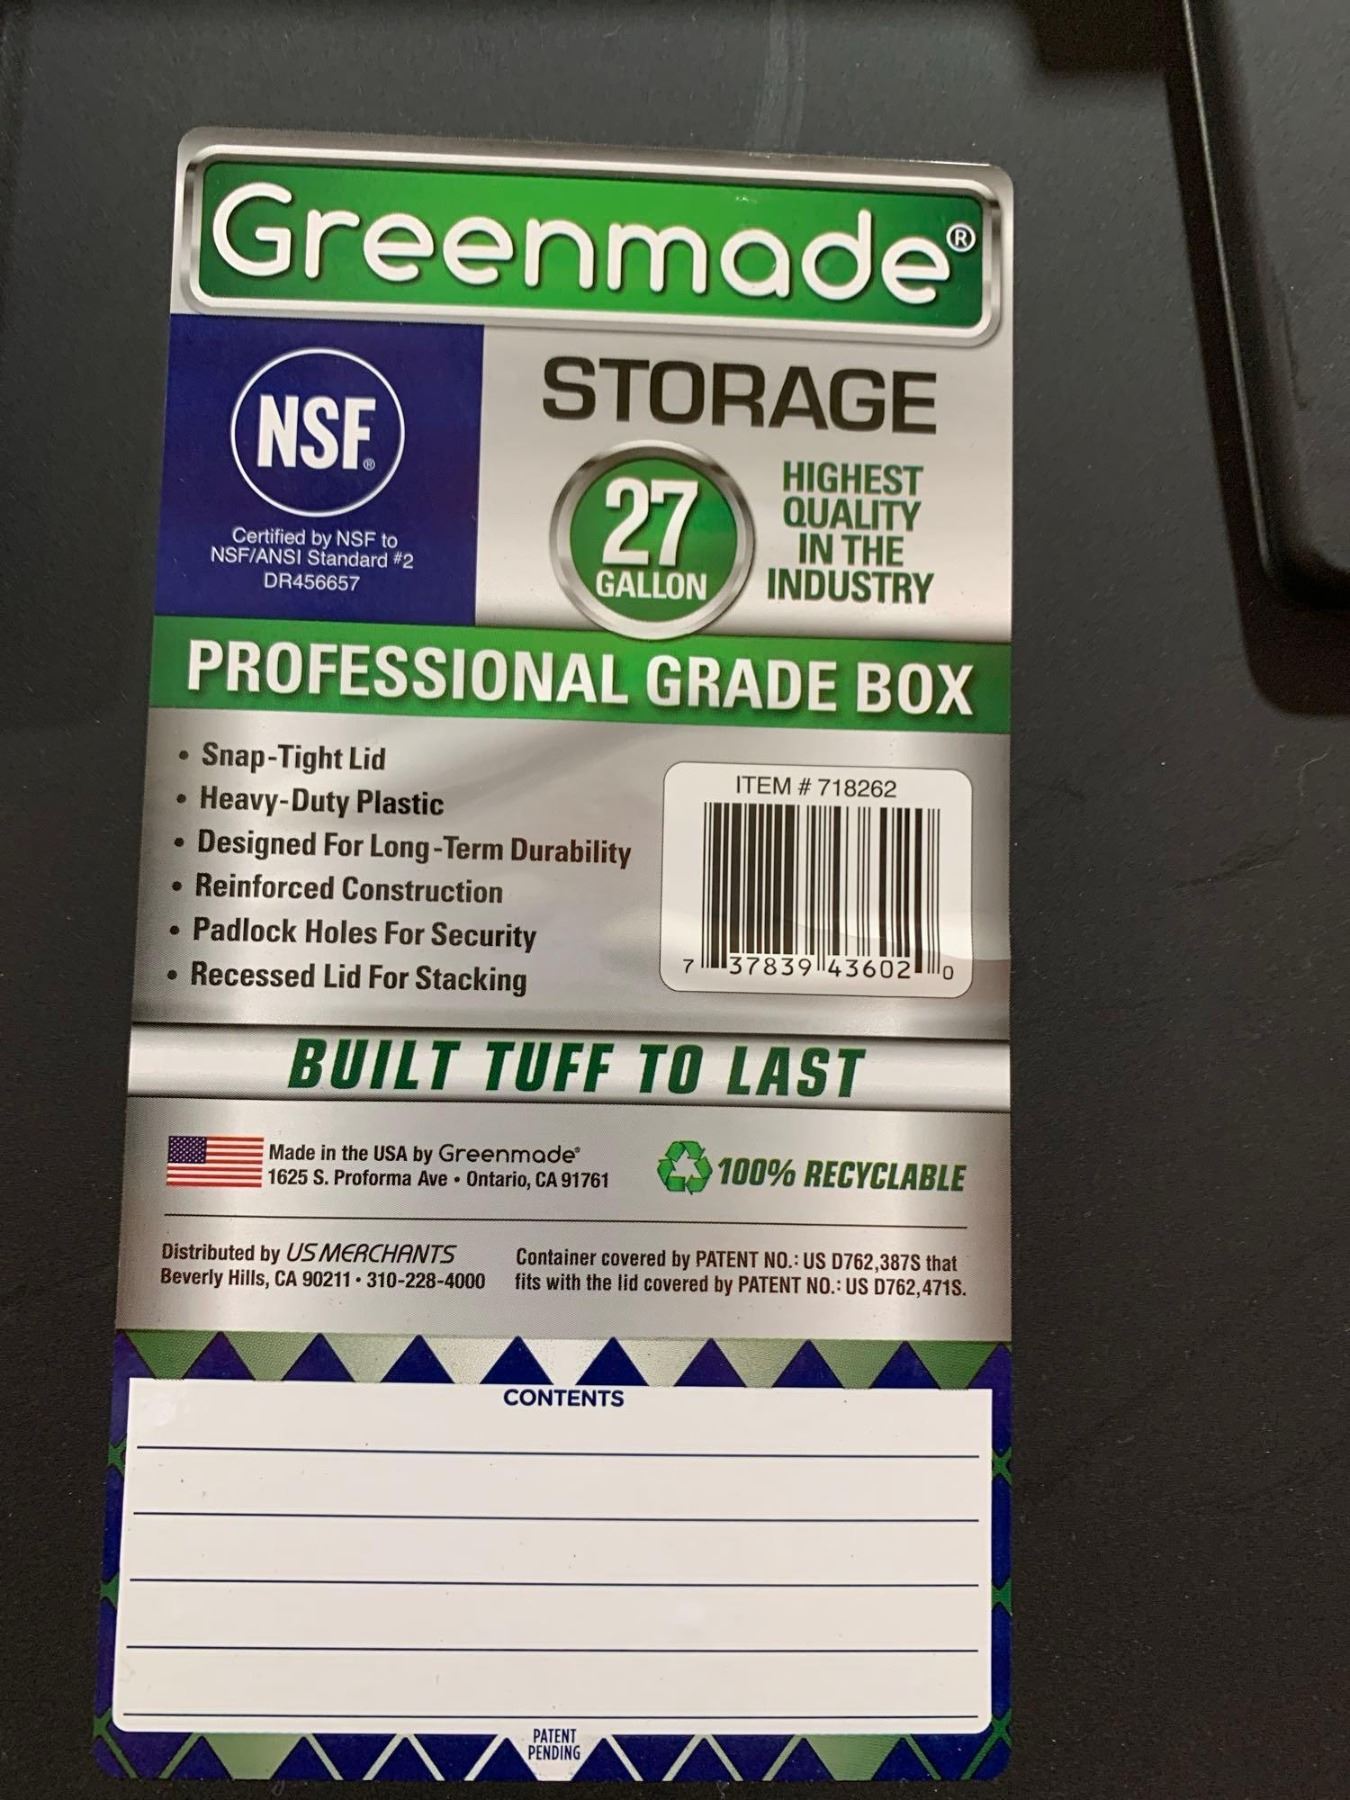 Greenmade®
NSF®
Certified by NSF to
NSF/ANSI Standard #2
DR456657
STORAGE
27
GALLON
HIGHEST
QUALITY
IN THE
INDUSTRY
PROFESSIONAL GRADE BOX
• Snap-Tight Lid
• Heavy-Duty Plastic
• Designed For Long-Term Durability
• Reinforced Construction
• Padlock Holes For Security
• Recessed Lid For Stacking
ITEM # 718262
7 37839 43602 0
BUILT TUFF TO LAST
Made in the USA by Greenmade®
1625 S. Proforma Ave • Ontario, CA 91761
100% RECYCLABLE
Distributed by US MERCHANTS
Beverly Hills, CA 90211 • 310-228-4000
Container covered by PATENT NO.: US D762,387S that
fits with the lid covered by PATENT NO.: US D762,471S.
CONTENTS
PATENT
PENDING